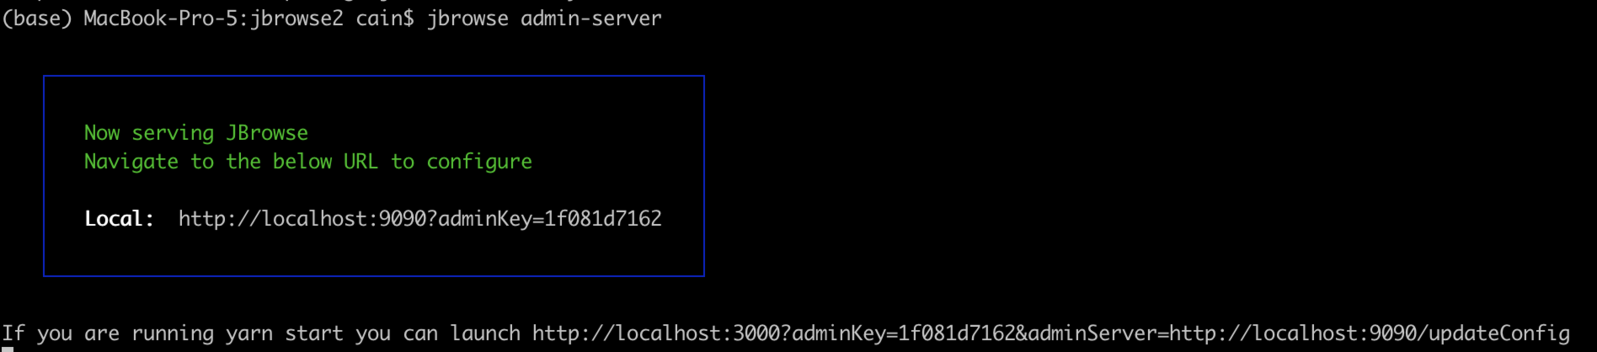 (base) MacBook-Pro-5:jbrowse2 cain$ jbrowse admin-server
Now serving JBrowse
Navigate to the below URL to configure
Local:  http://localhost:9090?adminKey=1f081d7162
If you are running yarn start you can launch http://localhost:3000?adminKey=1f081d7162&adminServer=http://localhost:9090/updateConfig